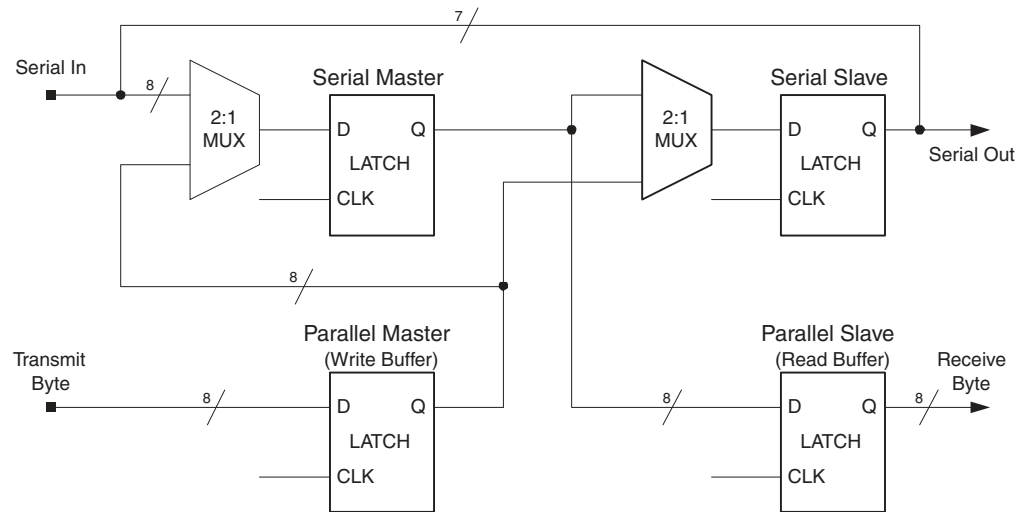 7
Serial In
8
2:1
MUX
Serial Master
D Q
LATCH
CLK
2:1
MUX
Serial Slave
D Q
LATCH
CLK
Serial Out
8
Transmit
Byte
8
Parallel Master
(Write Buffer)
D Q
LATCH
CLK
8
Parallel Slave
(Read Buffer)
D Q
LATCH
CLK
8
Receive
Byte